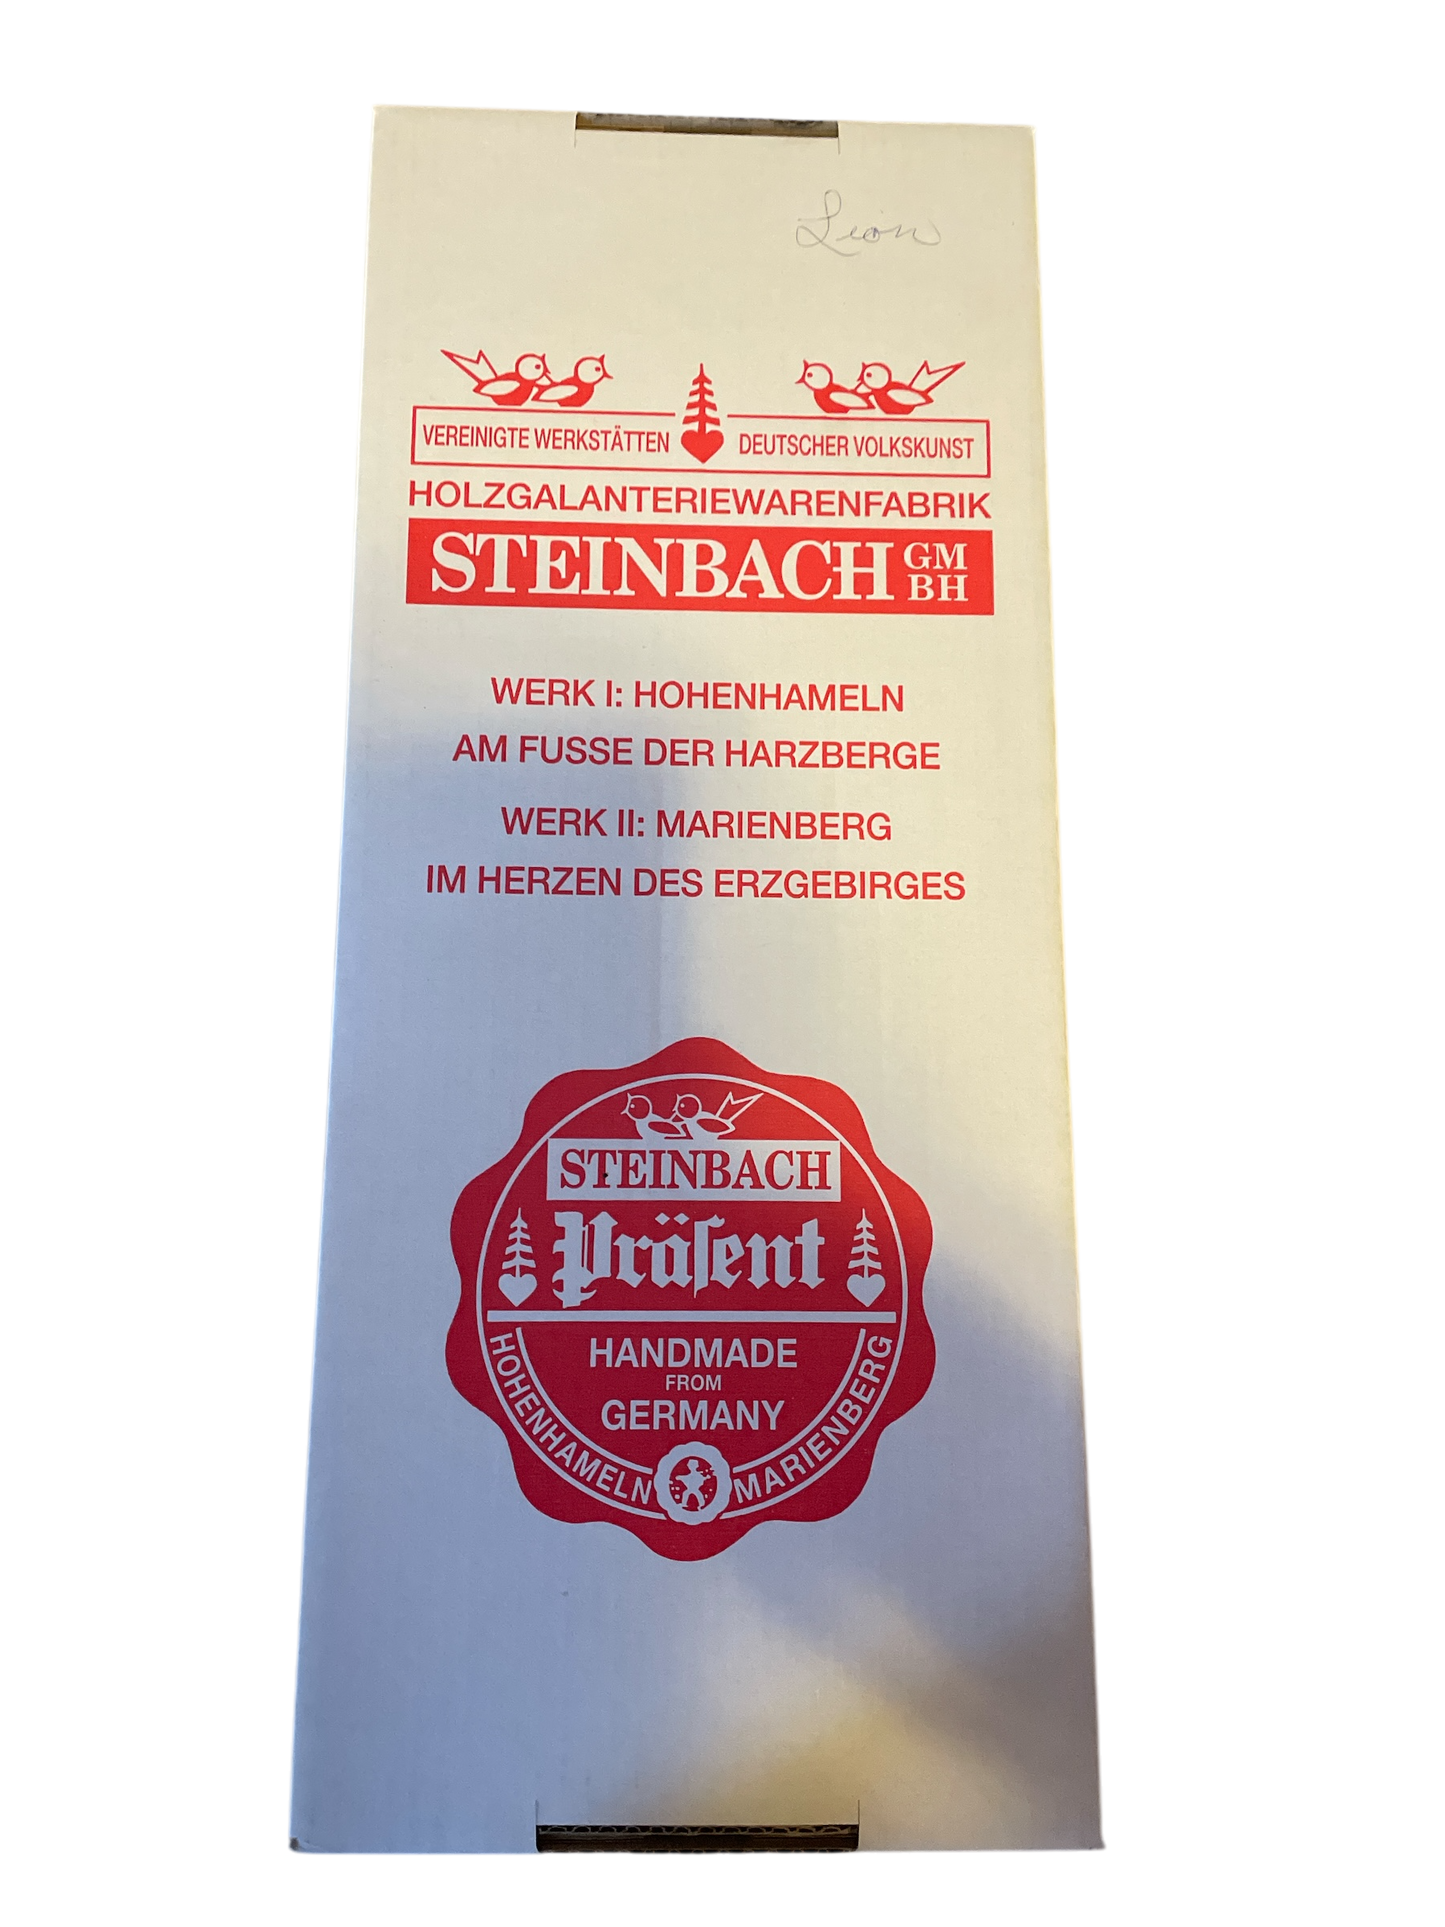 Lion
VEREINIGTE WERKSTÄTTEN DEUTSCHER VOLKSKUNST
HOLZGALANTERIEWARENFABRIK
STEINBACH GM BH
WERK I: HOHENHAMELN
AM FUSSE DER HARZBERGE
WERK II: MARIENBERG
IM HERZEN DES ERZGEBIRGES
STEINBACH
Präſent
HANDMADE
FROM
GERMANY
HOHENHAMELN MARIENBERG